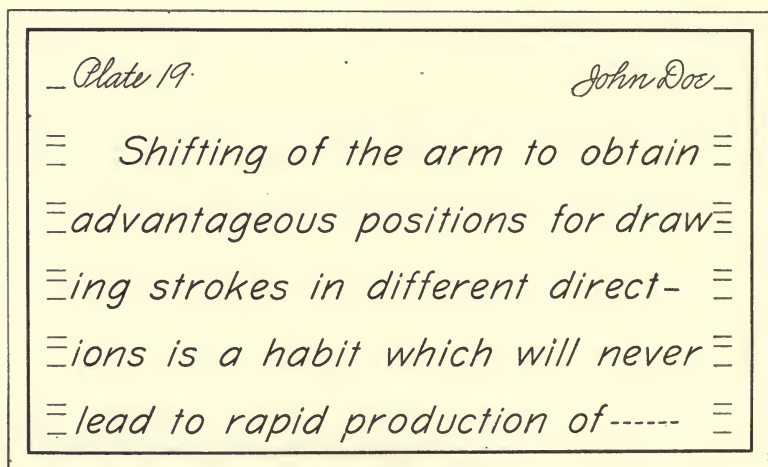 Plate 19. John Doe
Shifting of the arm to obtain
advantageous positions for draw
ing strokes in different direct-
ions is a habit which will never
lead to rapid production of------